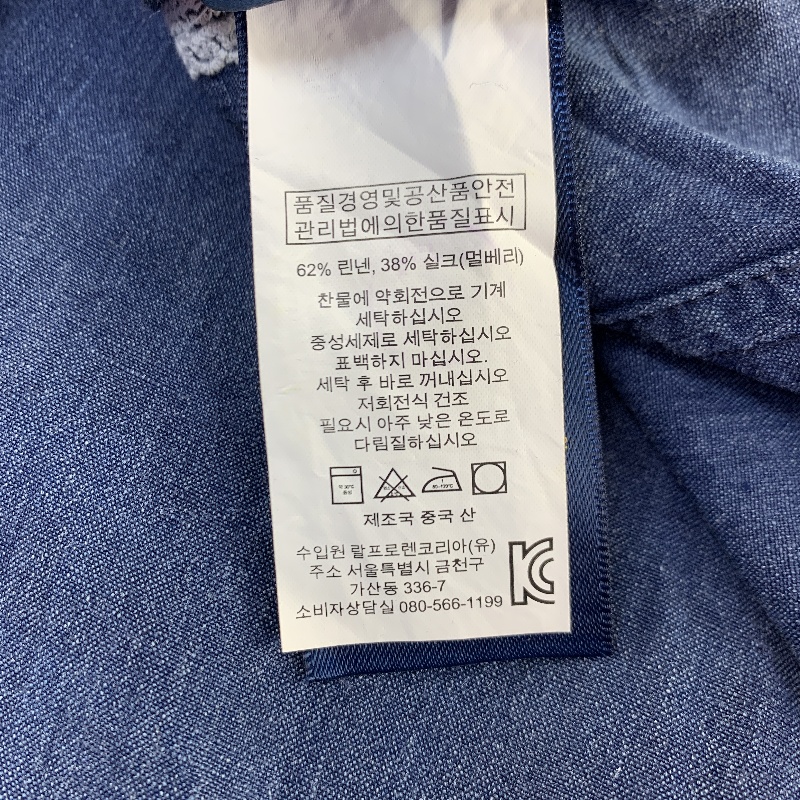 품질경영및공산품안전
관리법에의한품질표시
62% 린넨, 38% 실크(멀베리)
찬물에 약회전으로 기계
세탁하십시오
중성세제로 세탁하십시오
표백하지 마십시오.
세탁 후 바로 꺼내십시오
저회전식 건조
필요시 아주 낮은 온도로
다림질하십시오
제조국 중국 산
수입원 랄프로렌코리아(유)
주소 서울특별시 금천구
가산동 336-7
소비자상담실 080-566-1199